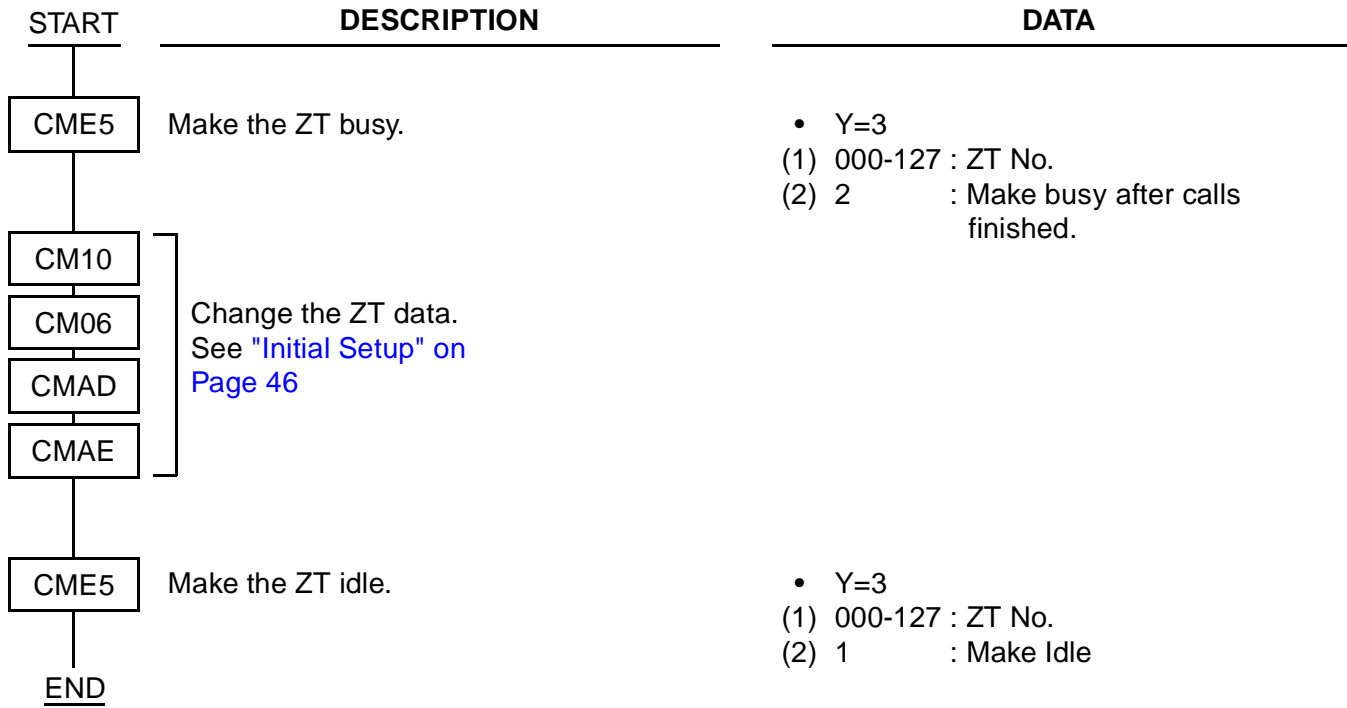 START DESCRIPTION DATA
CME5 Make the ZT busy. • Y=3
(1) 000-127 : ZT No.
(2) 2 : Make busy after calls
finished.
CM10
CM06 Change the ZT data.
See "Initial Setup" on
CMAD Page 46
CMAE
CME5 Make the ZT idle. • Y=3
(1) 000-127 : ZT No.
(2) 1 : Make Idle
END